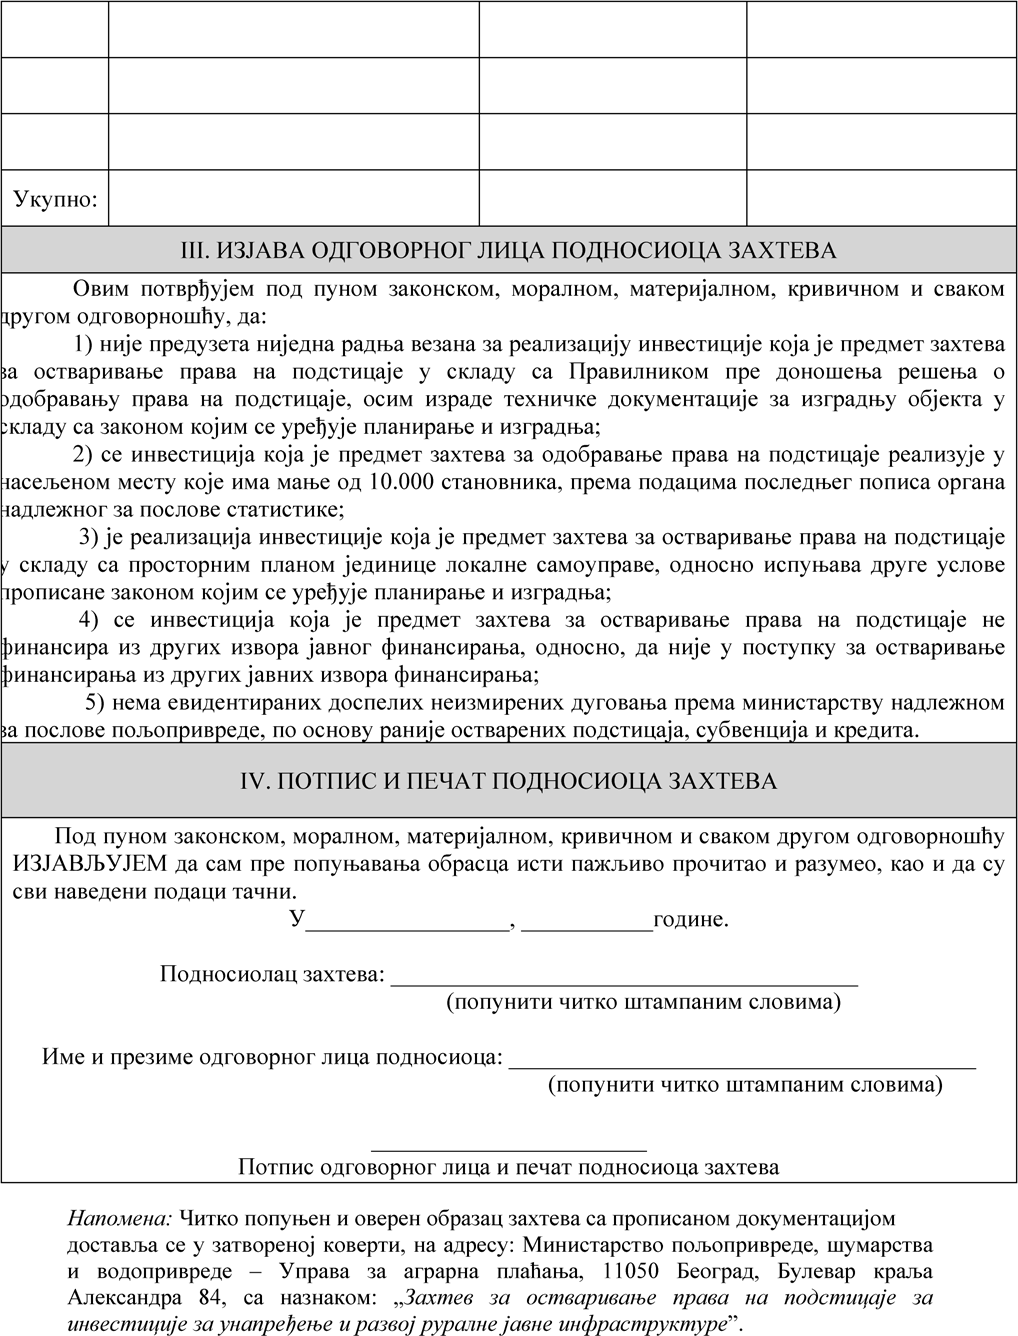 Укупно:
III. ИЗЈАВА ОДГОВОРНОГ ЛИЦА ПОДНОСИОЦА ЗАХТЕВА
Овим потврђујем под пуном законском, моралном, материјалном, кривичном и сваком
другом одговорношћу, да:
1) није предузета ниједна радња везана за реализацију инвестиције која је предмет захтева
за остваривање права на подстицаје у складу са Правилником пре доношења решења о
одобравању права на подстицаје, осим израде техничке документације за изградњу објекта у
складу са законом којим се уређује планирање и изградња;
2) се инвестиција која је предмет захтева за одобравање права на подстицаје реализује у
насељеном месту које има мање од 10.000 становника, према подацима последњег пописа органа
надлежног за послове статистике;
3) је реализација инвестиције која је предмет захтева за остваривање права на подстицаје
у складу са просторним планом јединице локалне самоуправе, односно испуњава друге услове
прописане законом којим се уређује планирање и изградња;
4) се инвестиција која је предмет захтева за остваривање права на подстицаје не
финансира из других извора јавног финансирања, односно, да није у поступку за остваривање
финансирања из других јавних извора финансирања;
5) нема евидентираних доспелих неизмирених дуговања према министарству надлежном
за послове пољопривреде, по основу раније остварених подстицаја, субвенција и кредита.
IV. ПОТПИС И ПЕЧАТ ПОДНОСИОЦА ЗАХТЕВА
Под пуном законском, моралном, материјалном, кривичном и сваком другом одговорношћу
ИЗЈАВЉУЈЕМ да сам пре попуњавања обрасца исти пажљиво прочитао и разумео, као и да су
сви наведени подаци тачни.
У_________________, ___________године.
Подносиолац захтева: _______________________________________
(попунити читко штампаним словима)
Име и презиме одговорног лица подносиоца: _______________________________________
(попунити читко штампаним словима)
_______________________
Потпис одговорног лица и печат подносиоца захтева
Напомена: Читко попуњен и оверен образац захтева са прописаном документацијом
доставља се у затвореној коверти, на адресу: Министарство пољопривреде, шумарства
и водопривреде – Управа за аграрна плаћања, 11050 Београд, Булевар краља
Александра 84, са назнаком: „Захтев за остваривање права на подстицаје за
инвестиције за унапређење и развој руралне јавне инфраструктуре”.